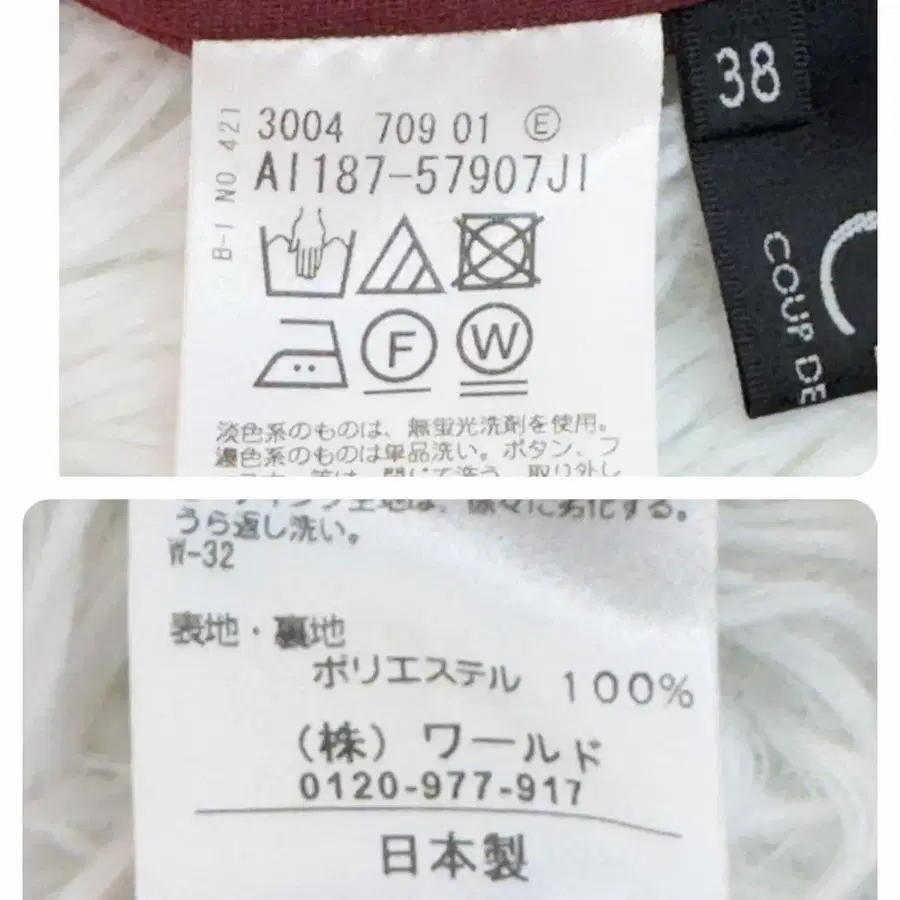 B-1 NO 421
3004 709 01 Ⓔ
AI187-57907JI
F
W
淡色系のものは、無蛍光洗剤を使用。
濃色系のものは単品洗い。ボタン、フ
38
COUP DE
うら返し洗い。
W-32
表地・裏地
ポリエステル 100%
(株)ワールド
0120-977-917
日本製